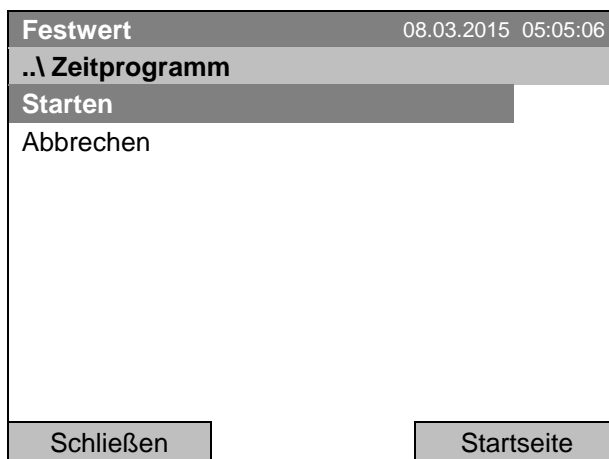 Festwert 08.03.2015 05:05:06
..\ Zeitprogramm
Starten
Abbrechen
Schließen Startseite